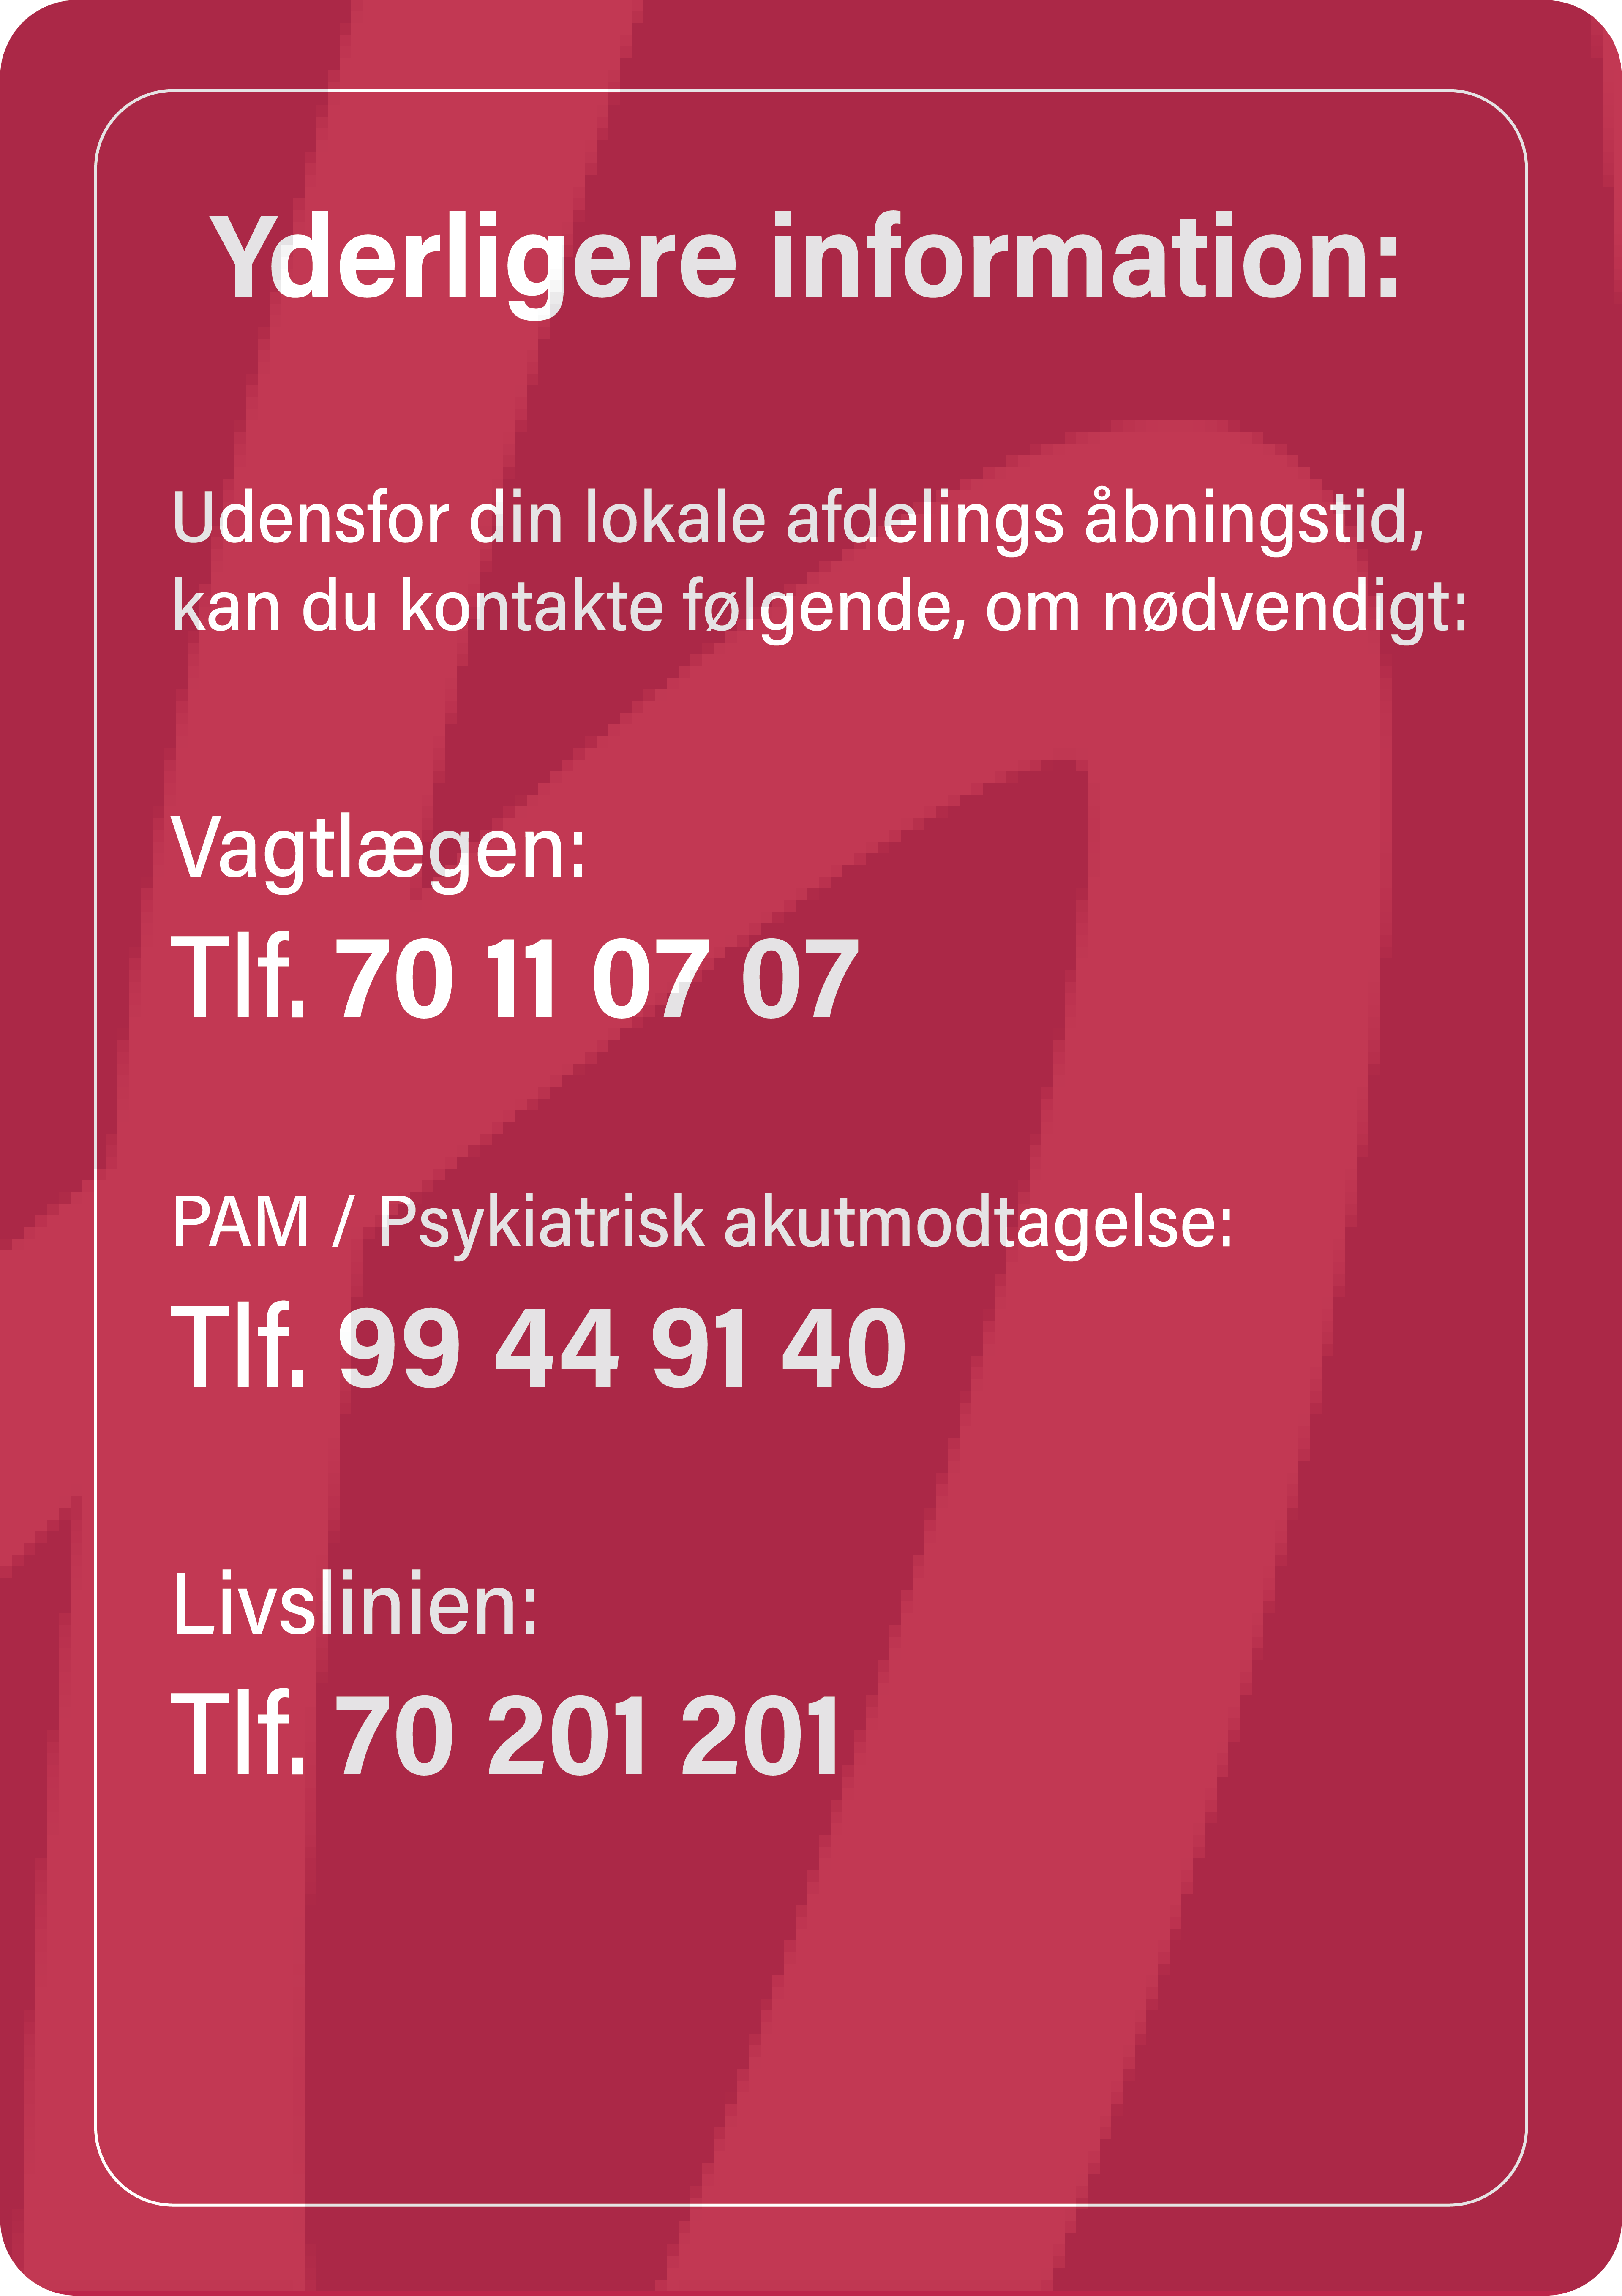 Yderligere information:
Udensfor din lokale afdelings åbningstid,
kan du kontakte følgende, om nødvendigt:
Vagtlægen:
Tlf. 70 11 07 07
PAM / Psykiatrisk akutmodtagelse:
Tlf. 99 44 91 40
Livslinien:
Tlf. 70 201 201